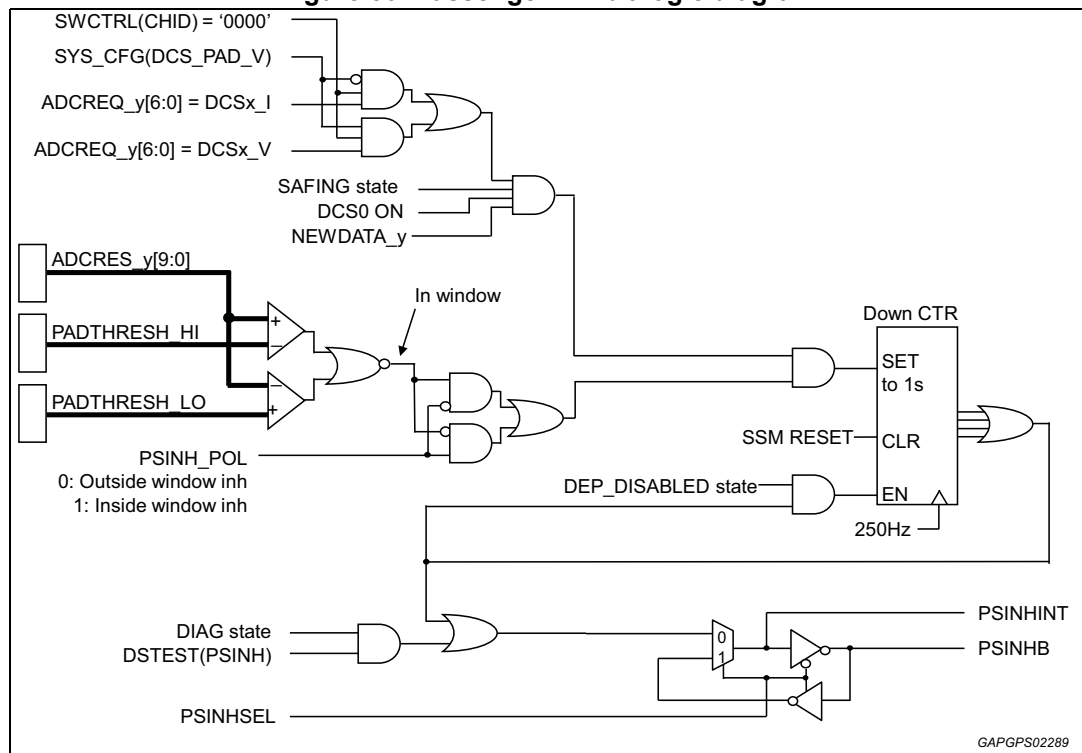 SWCTRL(CHID) = ‘0000’
SYS_CFG(DCS_PAD_V)
ADCREQ_y[6:0] = DCSx_I
ADCREQ_y[6:0] = DCSx_V
SAFING state
DCS0 ON
NEWDATA_y
ADCRES_y[9:0]
In window
Down CTR
PADTHRESH_HI
+
−
SET
to 1s
−
+
PADTHRESH_LO
SSM RESET
CLR
PSINH_POL
0: Outside window inh
1: Inside window inh
DEP_DISABLED state
EN
250Hz
PSINHINT
DIAG state
0
1
DSTEST(PSINH)
PSINHB
PSINHSEL
GAPGPS02289